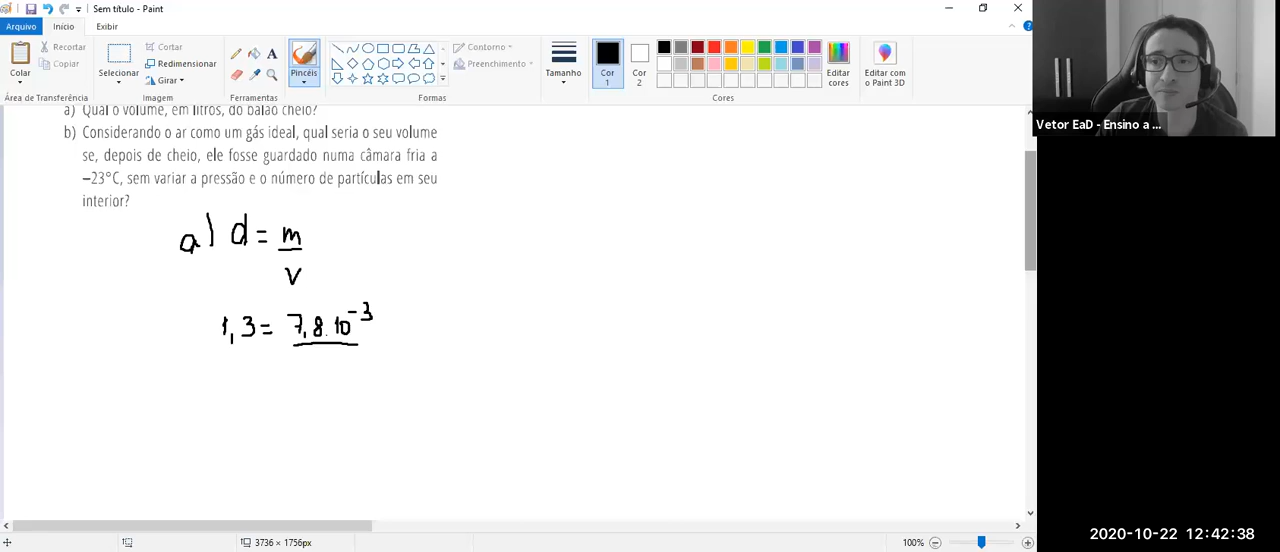 Sem título - Paint
Arquivo Início Exibir
Colar
Recortar
Copiar
Área de Transferência
Selecionar
Cortar
Redimensionar
Girar
Imagem
A
Ferramentas
Pincéis
Contorno
Preenchimento
Formas
Tamanho
Cor 1
Cor 2
Cores
Editar cores
Editar com o Paint 3D
Vetor EaD - Ensino a ...
a) Qual o volume, em litros, do balão cheio?
b) Considerando o ar como um gás ideal, qual seria o seu volume
se, depois de cheio, ele fosse guardado numa câmara fria a
–23°C, sem variar a pressão e o número de partículas em seu
interior?
a) d = m
v
1,3 = 7,8.10⁻³
3736 × 1756px
100%
2020-10-22 12:42:38